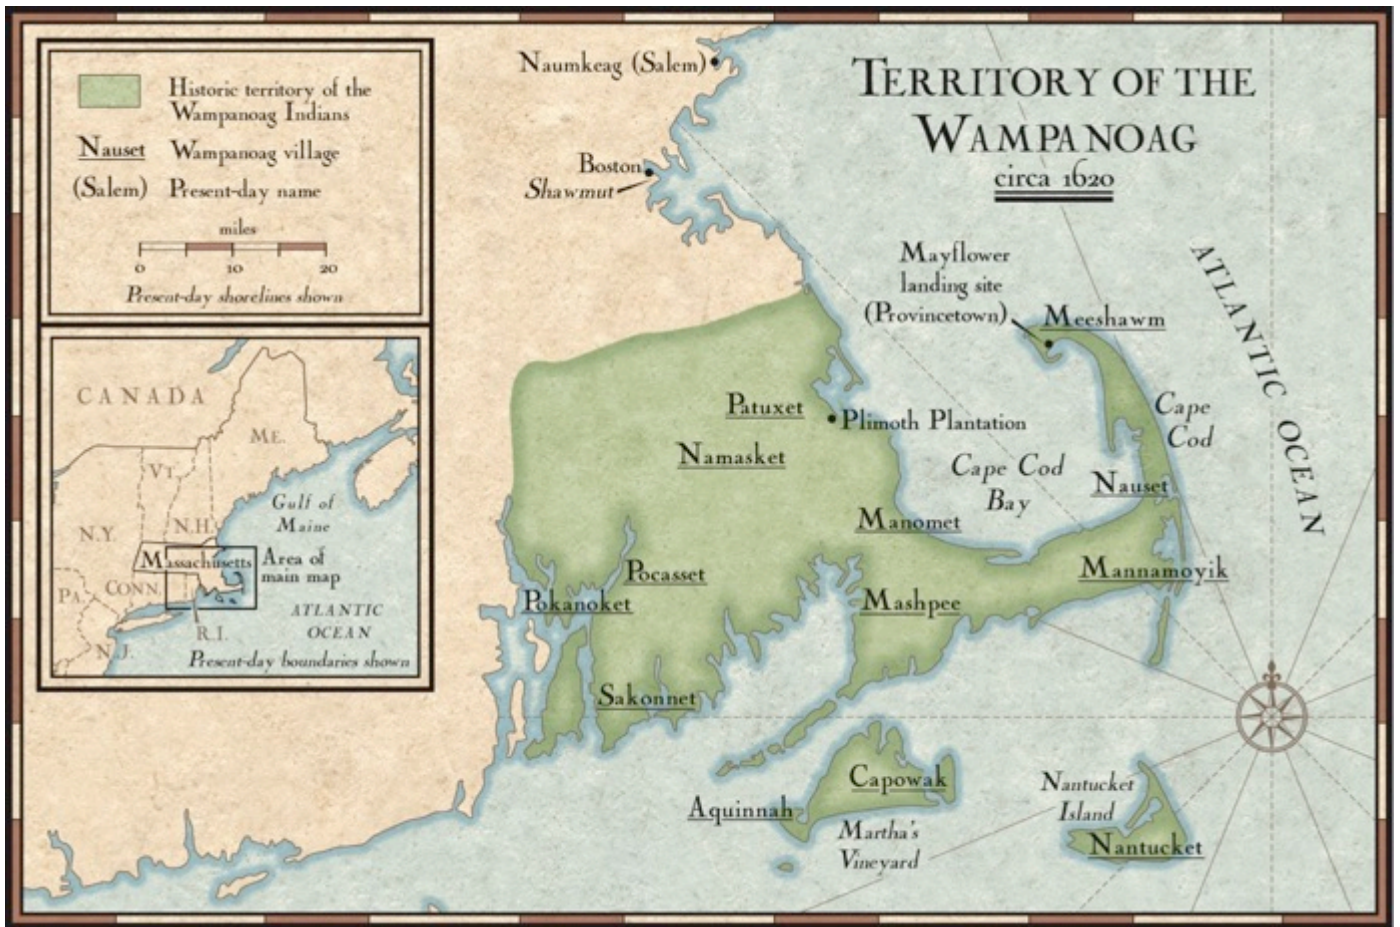 TERRITORY OF THE
WAMPANOAG
circa 1620
Historic territory of the
Wampanoag Indians
Nauset Wampanoag village
(Salem) Present-day name
miles
0 10 20
Present-day shorelines shown
CANADA
ME.
VT.
N.H.
N.Y.
Gulf of
Maine
Massachusetts
Area of
main map
CONN.
PA.
R.I.
N.J.
ATLANTIC
OCEAN
Present-day boundaries shown
Naumkeag (Salem)
Boston
Shawmut
Mayflower
landing site
(Provincetown)
Meeshawm
ATLANTIC OCEAN
Patuxet
Plimoth Plantation
Cape
Cod
Namasket
Cape Cod
Bay
Nauset
Manomet
Pocasset
Mannamoyik
Pokanoket
Mashpee
Sakonnet
Capowak
Aquinnah
Martha's
Vineyard
Nantucket
Island
Nantucket